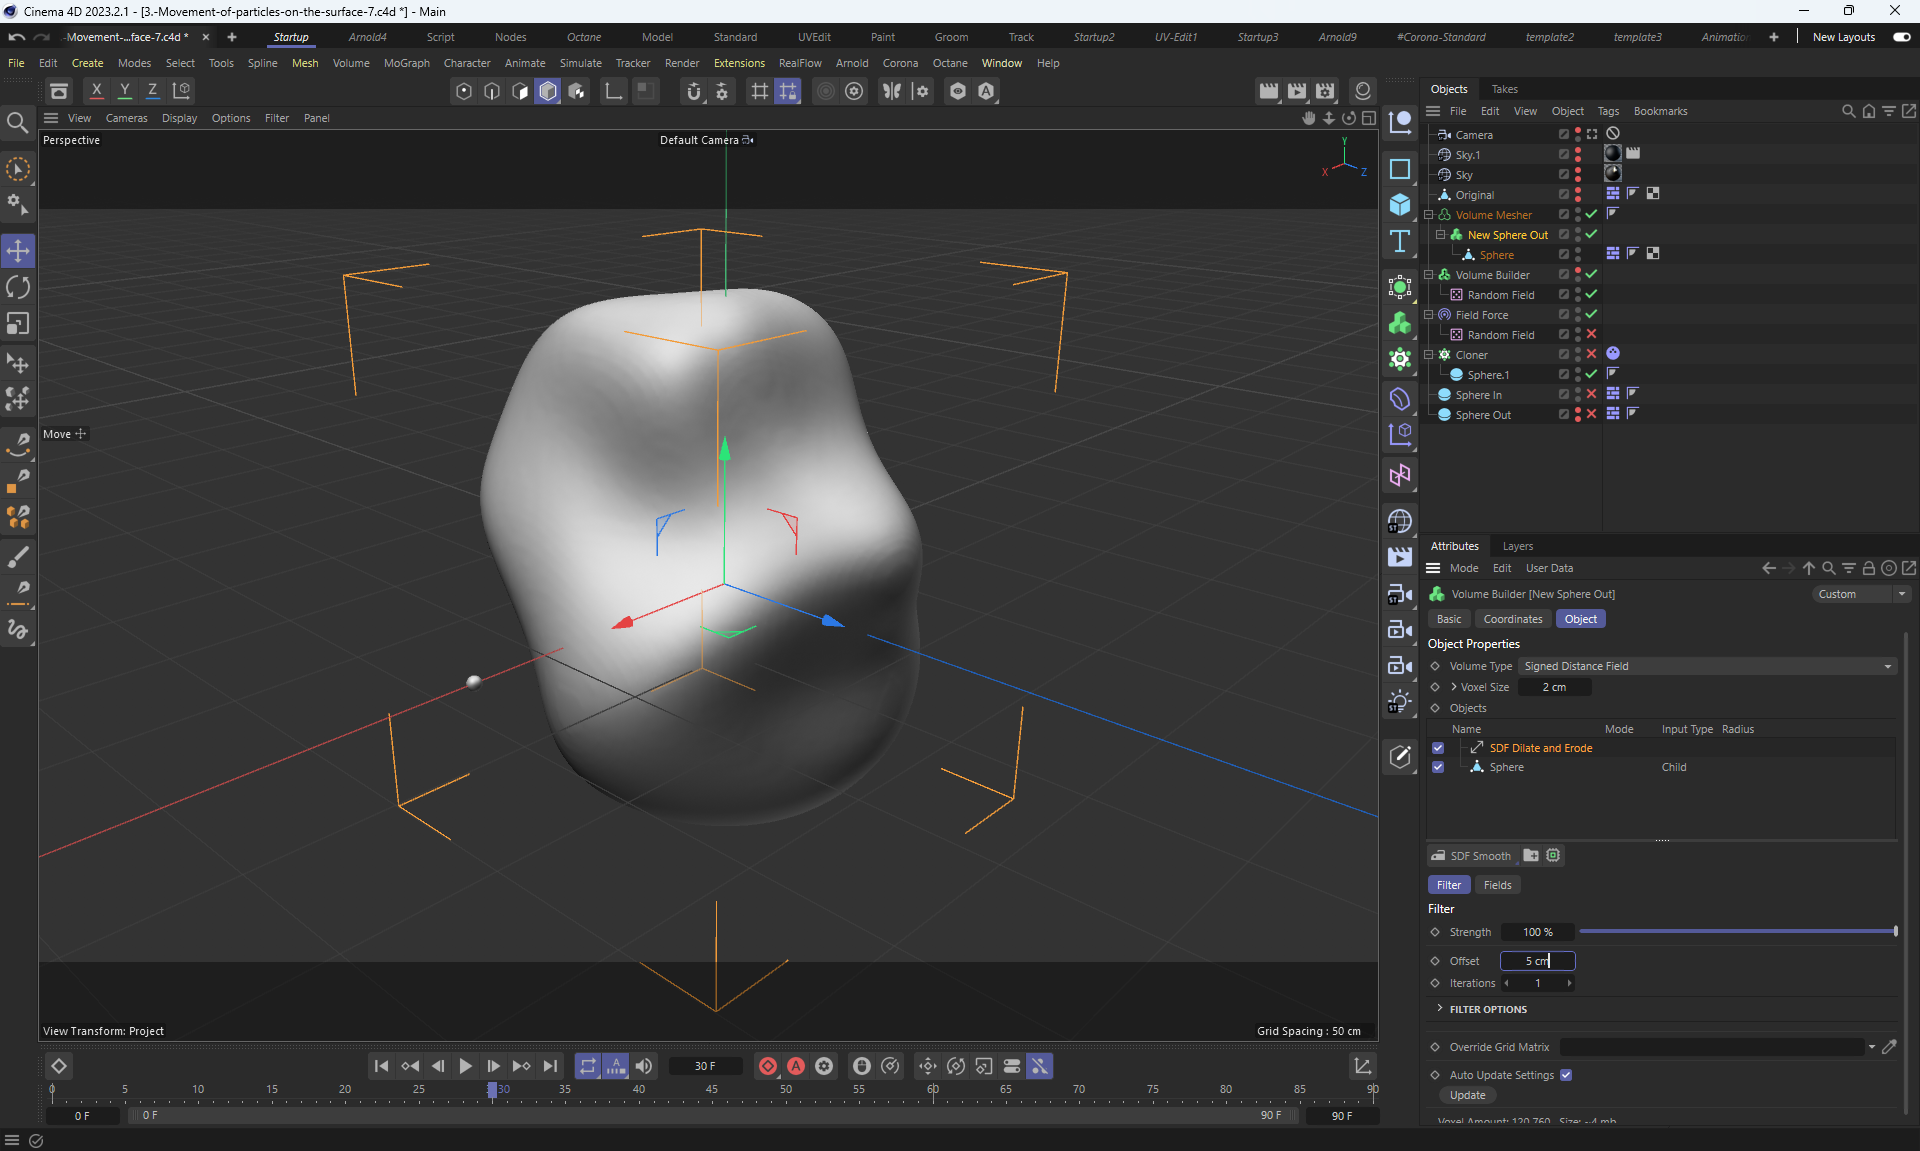 Cinema 4D 2023.2.1 - [3.-Movement-of-particles-on-the-surface-7.c4d *] - Main
-Movement-...face-7.c4d *
Startup Arnold4 Script Nodes Octane Model Standard UVEdit Paint Groom Track Startup2 UV-Edit1 Startup3 Arnold9 #Corona-Standard template2 template3 Animatio New Layouts
File Edit Create Modes Select Tools Spline Mesh Volume MoGraph Character Animate Simulate Tracker Render Extensions RealFlow Arnold Corona Octane Window Help
X Y Z
View Cameras Display Options Filter Panel
Perspective
Default Camera
Y
X Z
Move
View Transform: Project
Grid Spacing : 50 cm
Objects Takes
File Edit View Object Tags Bookmarks
Camera
Sky.1
Sky
Original
Volume Mesher
New Sphere Out
Sphere
Volume Builder
Random Field
Field Force
Random Field
Cloner
Sphere.1
Sphere In
Sphere Out
Attributes Layers
Mode Edit User Data
Volume Builder [New Sphere Out]
Custom
Basic Coordinates Object
Object Properties
Volume Type Signed Distance Field
Voxel Size 2 cm
Objects
Name Mode Input Type Radius
SDF Dilate and Erode
Sphere Child
SDF Smooth
Filter Fields
Filter
Strength 100 %
Offset 5 cm
Iterations 1
FILTER OPTIONS
Override Grid Matrix
Auto Update Settings
Update
Voxel Amount: 120 760 Size: ~4 mb
30 F
0 5 10 15 20 25 30 35 40 45 50 55 60 65 70 75 80 85 90
0 F 0 F 90 F 90 F